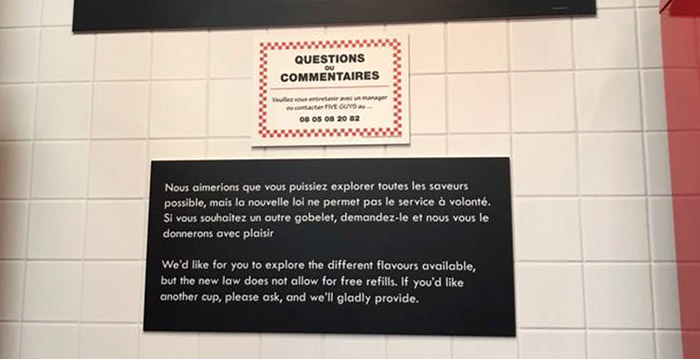 QUESTIONS
OU
COMMENTAIRES
Veuillez vous entretenir avec un manager
ou contacter FIVE GUYS au ...
08 05 08 20 82
Nous aimerions que vous puissiez explorer toutes les saveurs
possible, mais la nouvelle loi ne permet pas le service à volonté.
Si vous souhaitez un autre gobelet, demandez-le et nous vous le
donnerons avec plaisir
We'd like for you to explore the different flavours available,
but the new law does not allow for free refills. If you'd like
another cup, please ask, and we'll gladly provide.